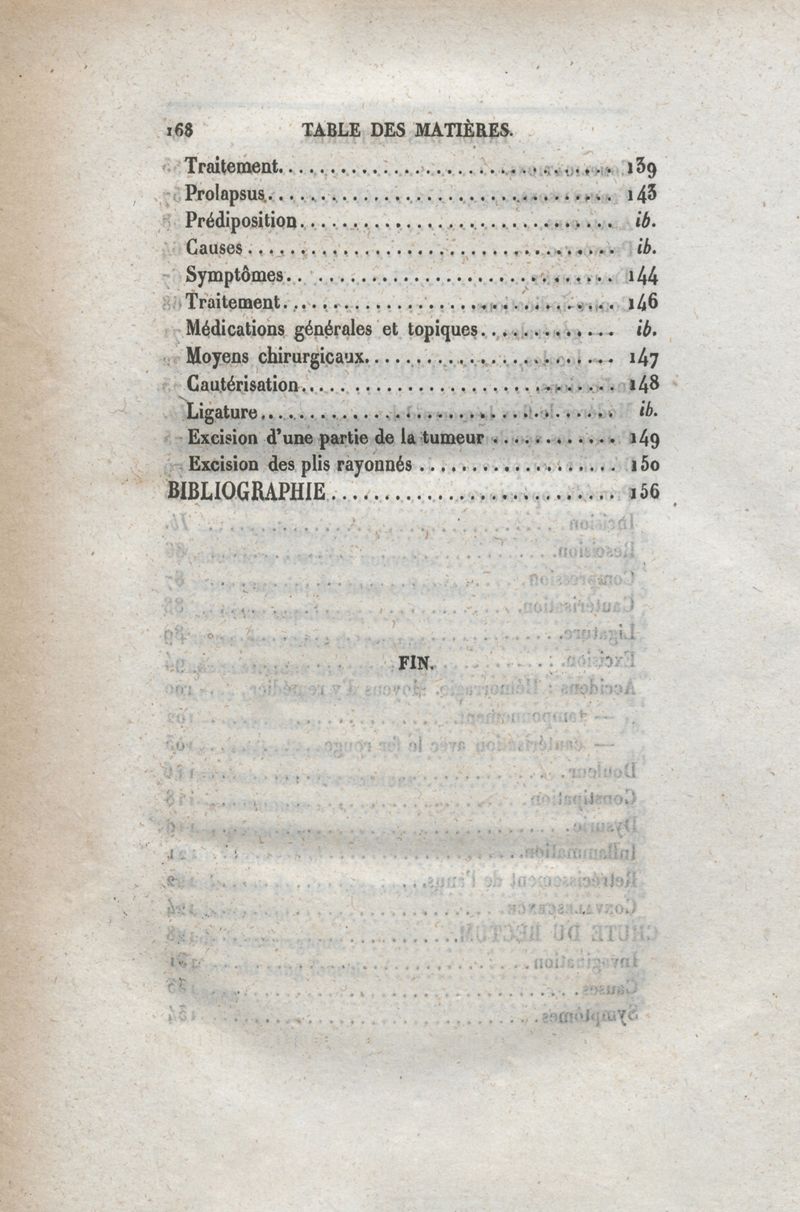 168 TABLE DES MATIÈRES.
Traitement. . . . . . . . . . . . . . . . . . . . . . . . . . . . . . . . 139
Prolapsus. . . . . . . . . . . . . . . . . . . . . . . . . . . . . . . . . 143
Prédiposition. . . . . . . . . . . . . . . . . . . . . . . . . . . . . . ib.
Causes . . . . . . . . . . . . . . . . . . . . . . . . . . . . . . . . . . . ib.
Symptômes. . . . . . . . . . . . . . . . . . . . . . . . . . . . . . . 144
Traitement. . . . . . . . . . . . . . . . . . . . . . . . . . . . . . . . 146
Médications générales et topiques. . . . . . . . . . . . . ib.
Moyens chirurgicaux. . . . . . . . . . . . . . . . . . . . . . . . 147
Cautérisation. . . . . . . . . . . . . . . . . . . . . . . . . . . . . . 148
Ligature. . . . . . . . . . . . . . . . . . . . . . . . . . . . . . . . . . ib.
Excision d'une partie de la tumeur . . . . . . . . . . . . 149
Excision des plis rayonnés . . . . . . . . . . . . . . . . . . . 150
BIBLIOGRAPHIE. . . . . . . . . . . . . . . . . . . . . . . . . . . 156
FIN.